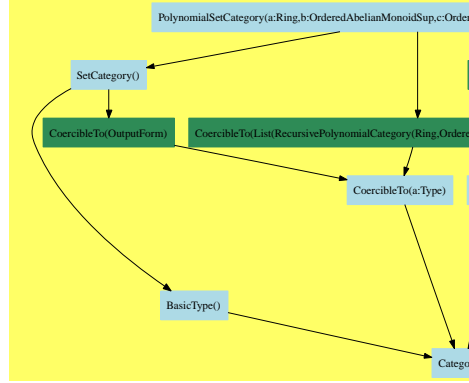 PolynomialSetCategory(a:Ring,b:OrderedAbelianMonoidSup,c:Order
SetCategory()
CoercibleTo(OutputForm)
CoercibleTo(List(RecursivePolynomialCategory(Ring,Ordere
CoercibleTo(a:Type)
BasicType()
Catego